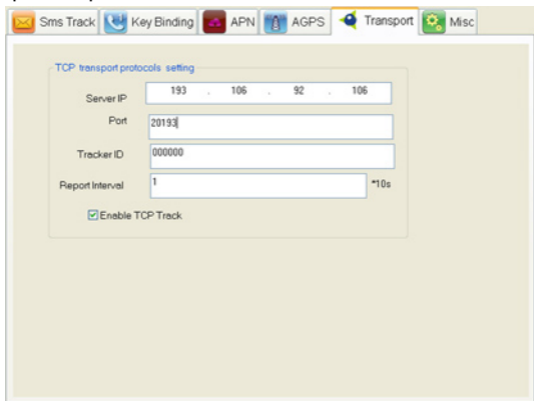 Sms Track Key Binding APN AGPS Transport Misc
TCP transport protocols setting
Server IP 193 . 106 . 92 . 106
Port 20193
Tracker ID 000000
Report Interval 1 *10s
Enable TCP Track